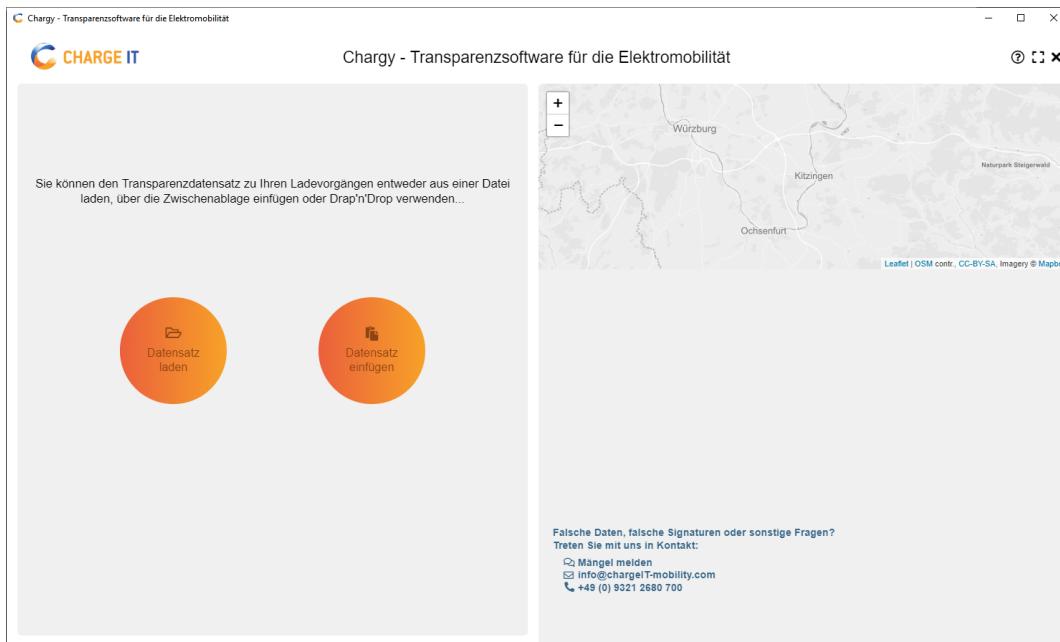 Chargy - Transparenzsoftware für die Elektromobilität
CHARGE IT
Chargy - Transparenzsoftware für die Elektromobilität
Sie können den Transparenzdatensatz zu Ihren Ladevorgängen entweder aus einer Datei
laden, über die Zwischenablage einfügen oder Drap'n'Drop verwenden...
Datensatz
laden
Datensatz
einfügen
+
−
Würzburg
Kitzingen
Naturpark Steigerwald
Ochsenfurt
Leaflet | OSM contr., CC-BY-SA, Imagery © Mapbo
Falsche Daten, falsche Signaturen oder sonstige Fragen?
Treten Sie mit uns in Kontakt:
Mängel melden
info@chargeIT-mobility.com
+49 (0) 9321 2680 700